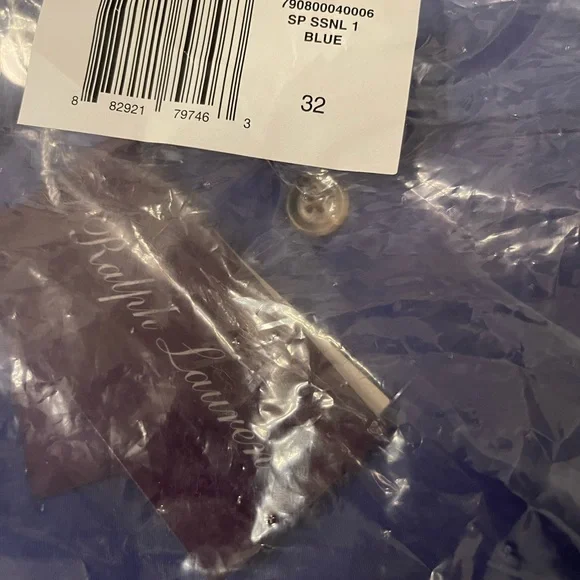 790800040006
SP SSNL 1
BLUE
8 82921 79746 3
32
Ralph Lauren